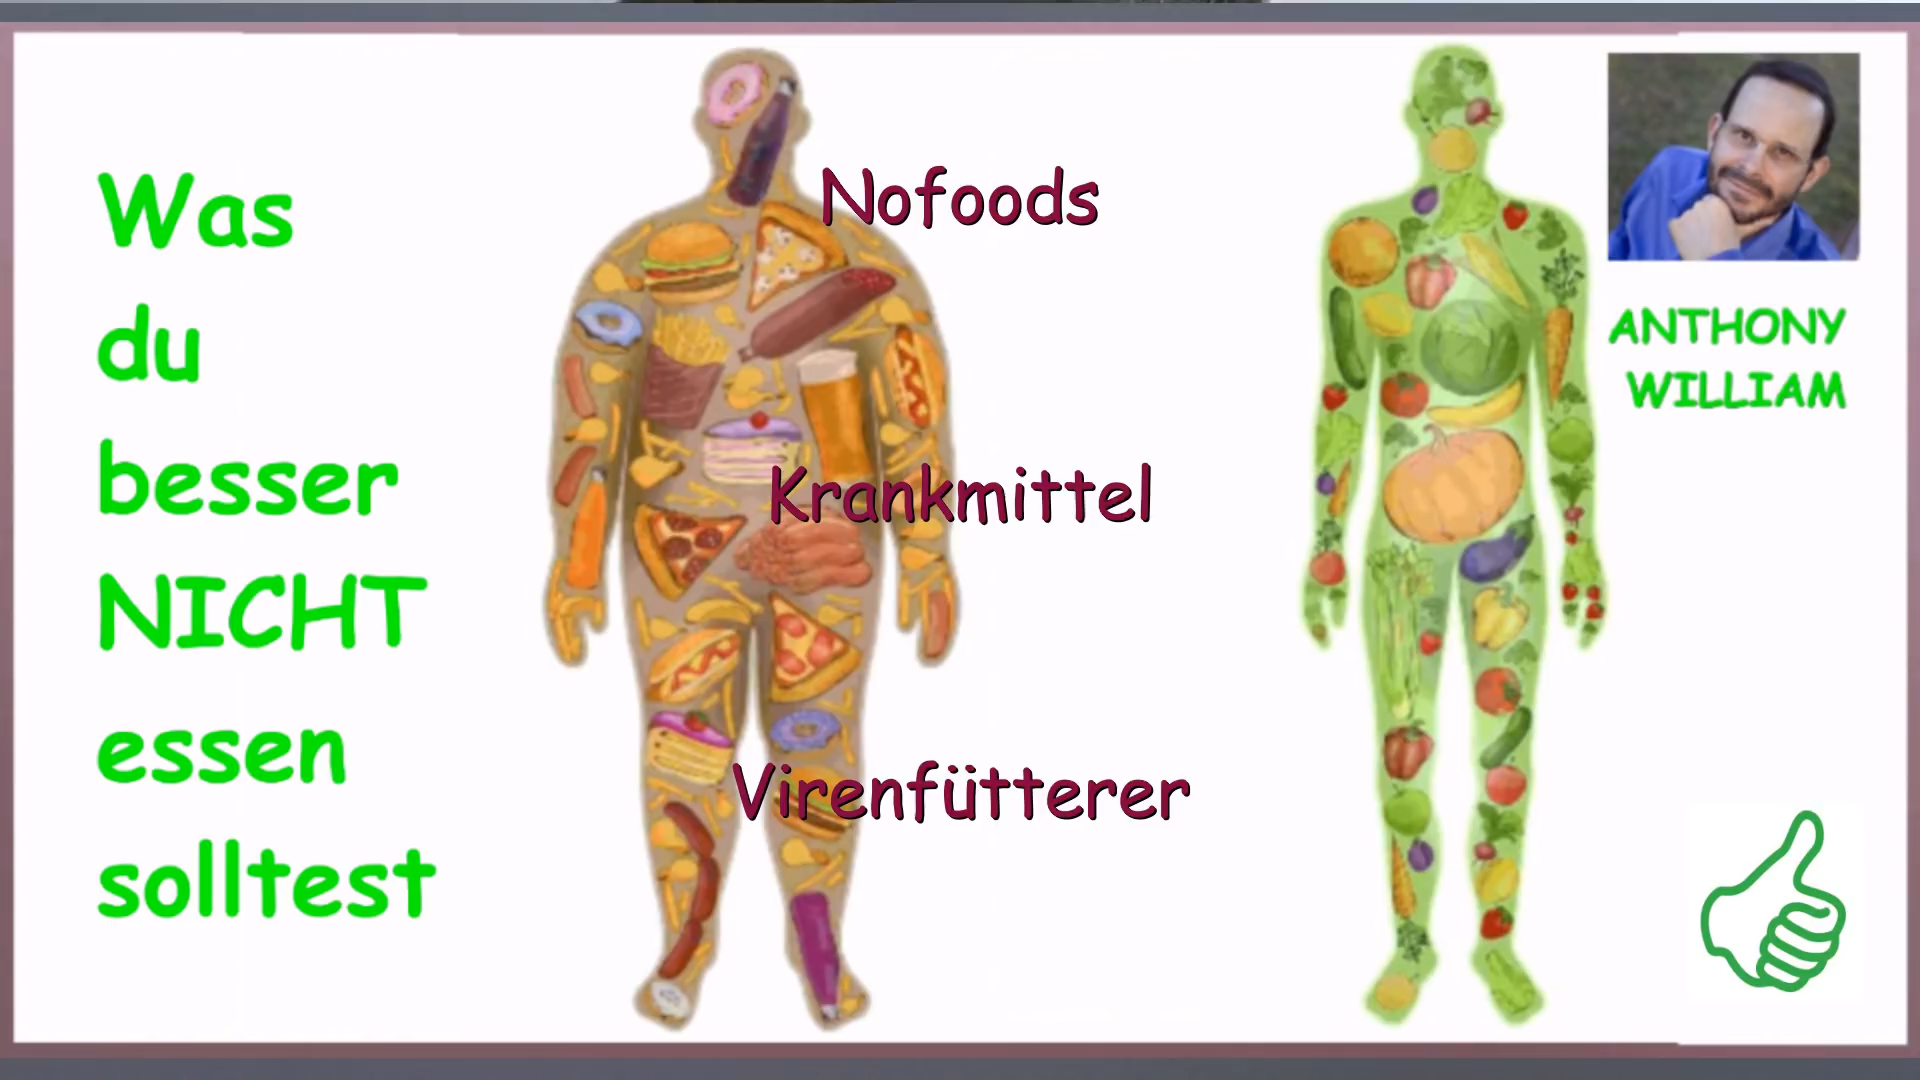 Was
du
besser
NICHT
essen
solltest
Nofoods
Krankmittel
Virenfütterer
ANTHONY
WILLIAM